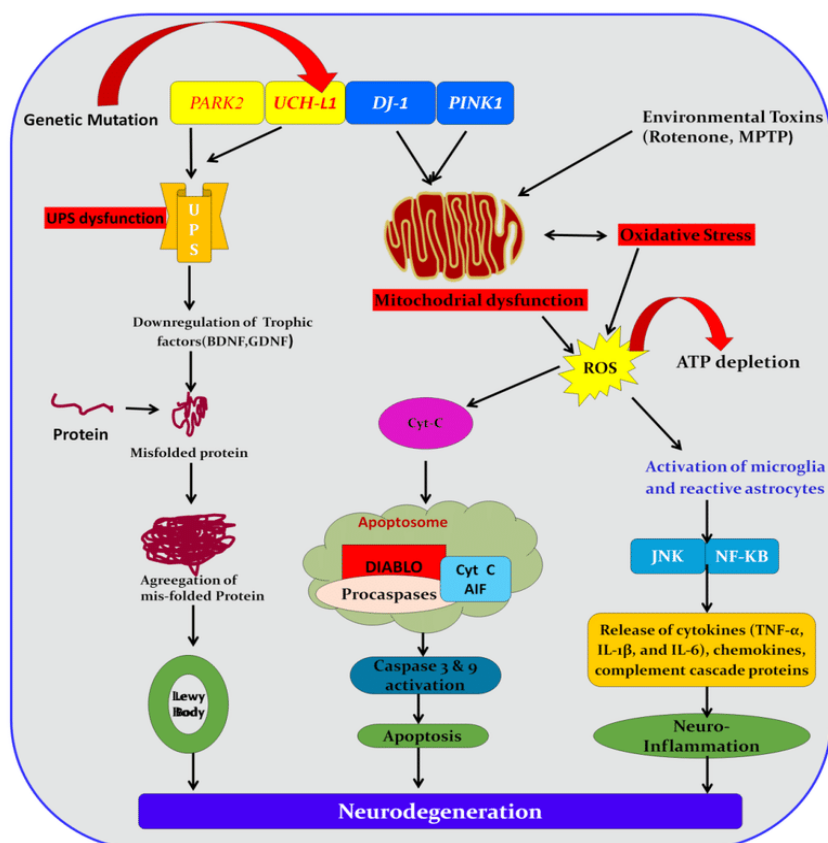 Genetic Mutation
PARK2
UCH-L1
DJ-1
PINK1
Environmental Toxins
(Rotenone, MPTP)
UPS dysfunction
UPS
Oxidative Stress
Mitochodrial dysfunction
Downregulation of Trophic
factors(BDNF,GDNF)
ROS
ATP depletion
Protein
Misfolded protein
Cyt-C
Activation of microglia
and reactive astrocytes
Apoptosome
DIABLO
Procaspases
Cyt C
AIF
JNK
NF-KB
Agreegation of
mis-folded Protein
Release of cytokines (TNF-α,
IL-1β, and IL-6), chokines,
complement cascade proteins
Caspase 3 & 9
activation
Lewy
Body
Apoptosis
Neuro-
Inflammation
Neurodegeneration